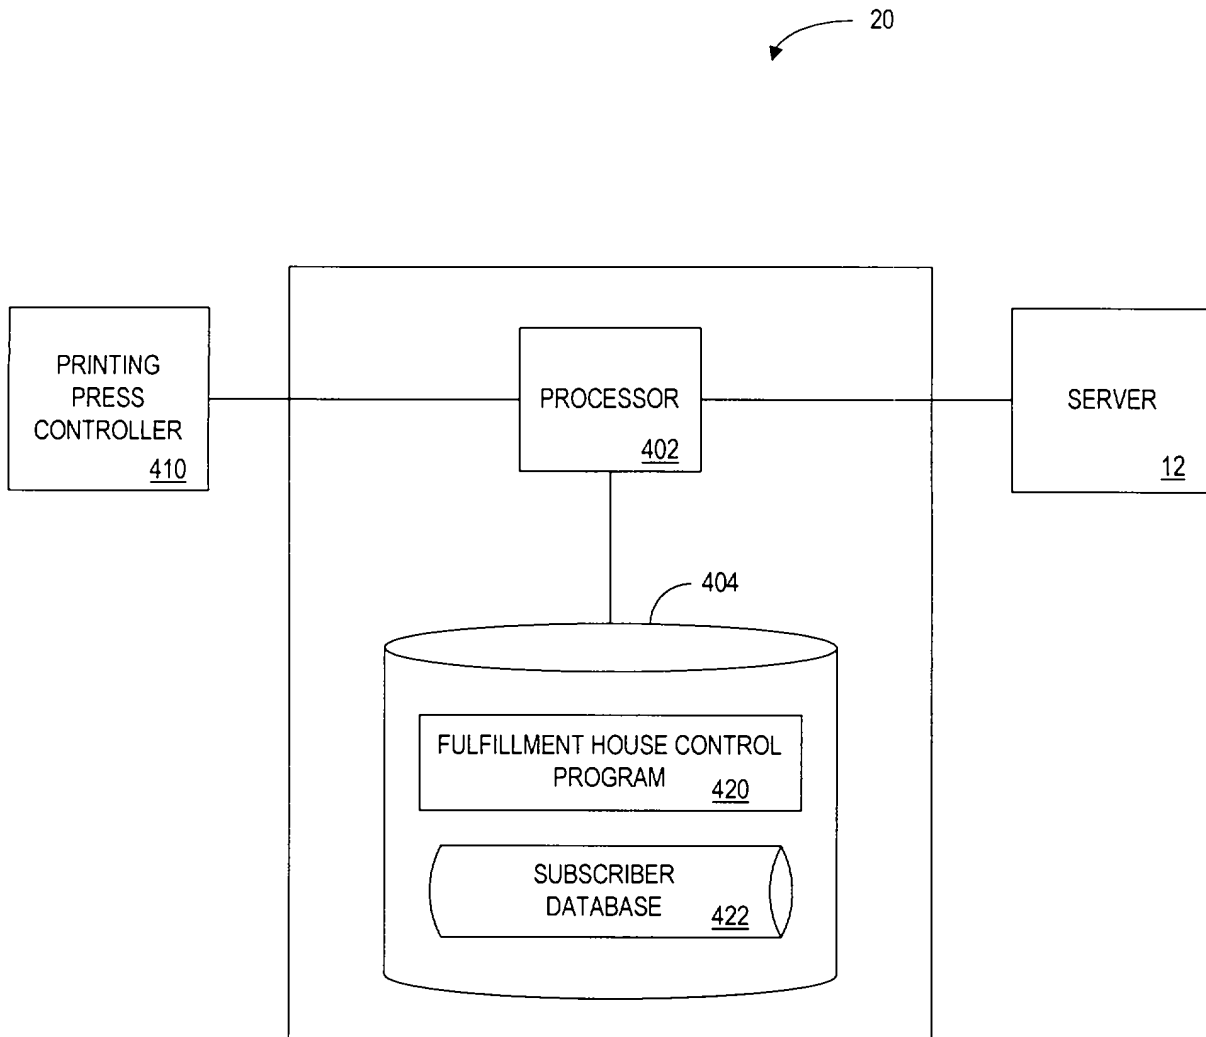 20
PRINTING
PRESS
CONTROLLER
410
PROCESSOR
402
SERVER
12
404
FULFILLMENT HOUSE CONTROL
PROGRAM
420
SUBSCRIBER
DATABASE
422